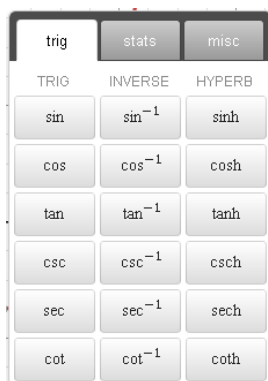 trig stats misc
TRIG INVERSE HYPERB
sin sin⁻¹ sinh
cos cos⁻¹ cosh
tan tan⁻¹ tanh
csc csc⁻¹ csch
sec sec⁻¹ sech
cot cot⁻¹ coth